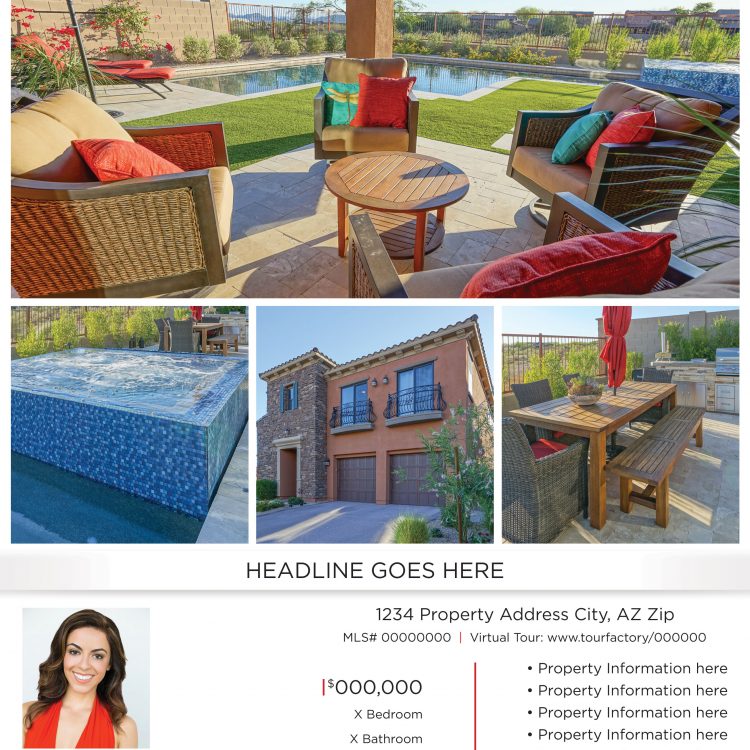 HEADLINE GOES HERE
1234 Property Address City, AZ Zip
MLS# 00000000 | Virtual Tour: www.tourfactory/000000
$000,000
X Bedroom
X Bathroom
• Property Information here
• Property Information here
• Property Information here
• Property Information here